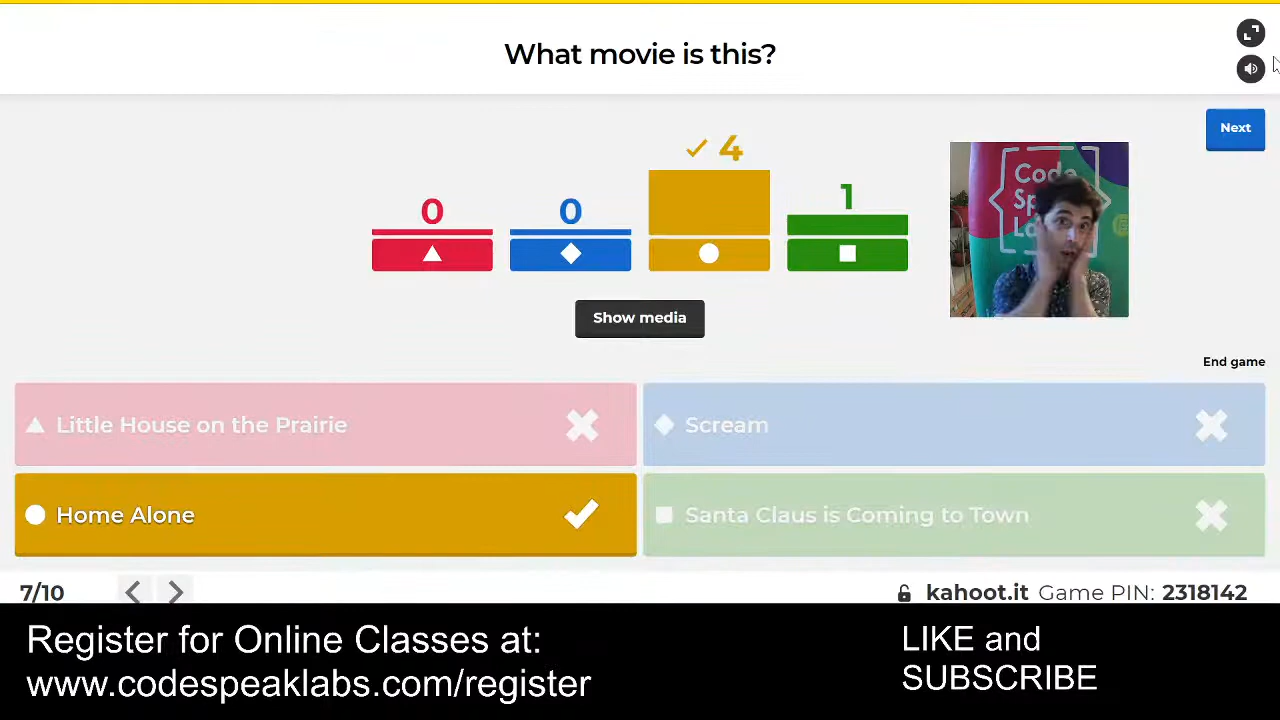 What movie is this?
Next
0
0
4
1
Code
Show media
End game
Little House on the Prairie
Scream
Home Alone
Santa Claus is Coming to Town
7/10
kahoot.it Game PIN: 2318142
Register for Online Classes at:
www.codespeaklabs.com/register
LIKE and
SUBSCRIBE